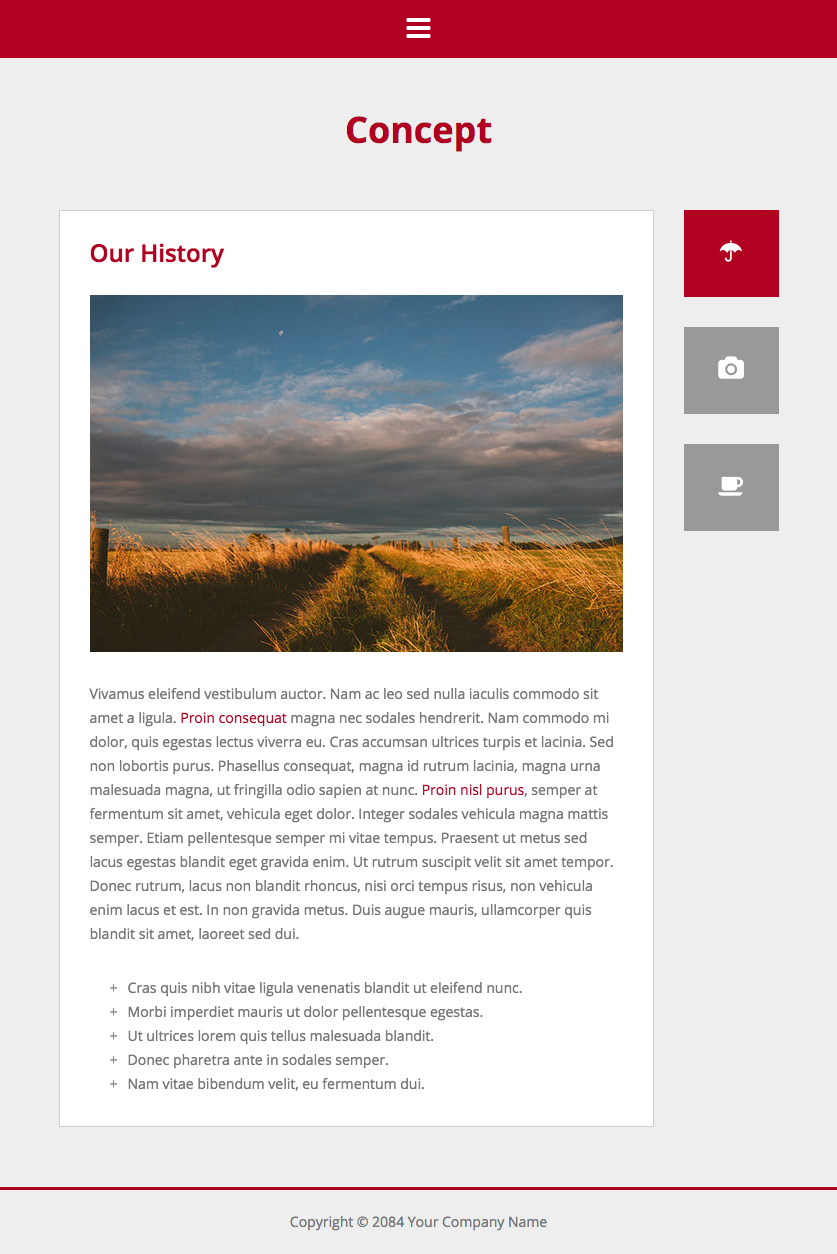 Concept
Our History
Vivamus eleifend vestibulum auctor. Nam ac leo sed nulla iaculis commodo sit
amet a ligula. Proin consequat magna nec sodales hendrerit. Nam commodo mi
dolor, quis egestas lectus viverra eu. Cras accumsan ultrices turpis et lacinia. Sed
non lobortis purus. Phasellus consequat, magna id rutrum lacinia, magna urna
malesuada magna, ut fringilla odio sapien at nunc. Proin nisl purus, semper at
fermentum sit amet, vehicula eget dolor. Integer sodales vehicula magna mattis
semper. Etiam pellentesque semper mi vitae tempus. Praesent ut metus sed
lacus egestas blandit eget gravida enim. Ut rutrum suscipit velit sit amet tempor.
Donec rutrum, lacus non blandit rhoncus, nisi orci tempus risus, non vehicula
enim lacus et est. In non gravida metus. Duis augue mauris, ullamcorper quis
blandit sit amet, laoreet sed dui.
+ Cras quis nibh vitae ligula venenatis blandit ut eleifend nunc.
+ Morbi imperdiet mauris ut dolor pellentesque egestas.
+ Ut ultrices lorem quis tellus malesuada blandit.
+ Donec pharetra ante in sodales semper.
+ Nam vitae bibendum velit, eu fermentum dui.
Copyright © 2084 Your Company Name